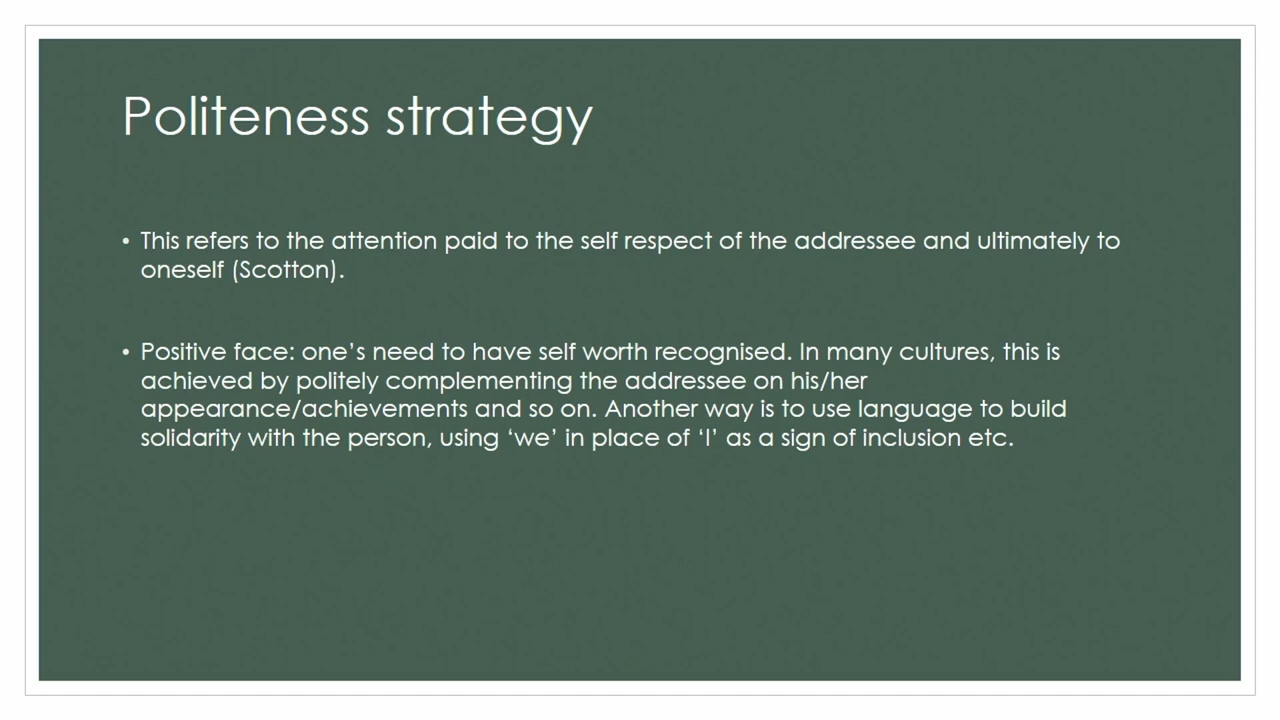 Politeness strategy
• This refers to the attention paid to the self respect of the addressee and ultimately to
oneself (Scotton).
• Positive face: one’s need to have self worth recognised. In many cultures, this is
achieved by politely complementing the addressee on his/her
appearance/achievements and so on. Another way is to use language to build
solidarity with the person, using ‘we’ in place of ‘I’ as a sign of inclusion etc.